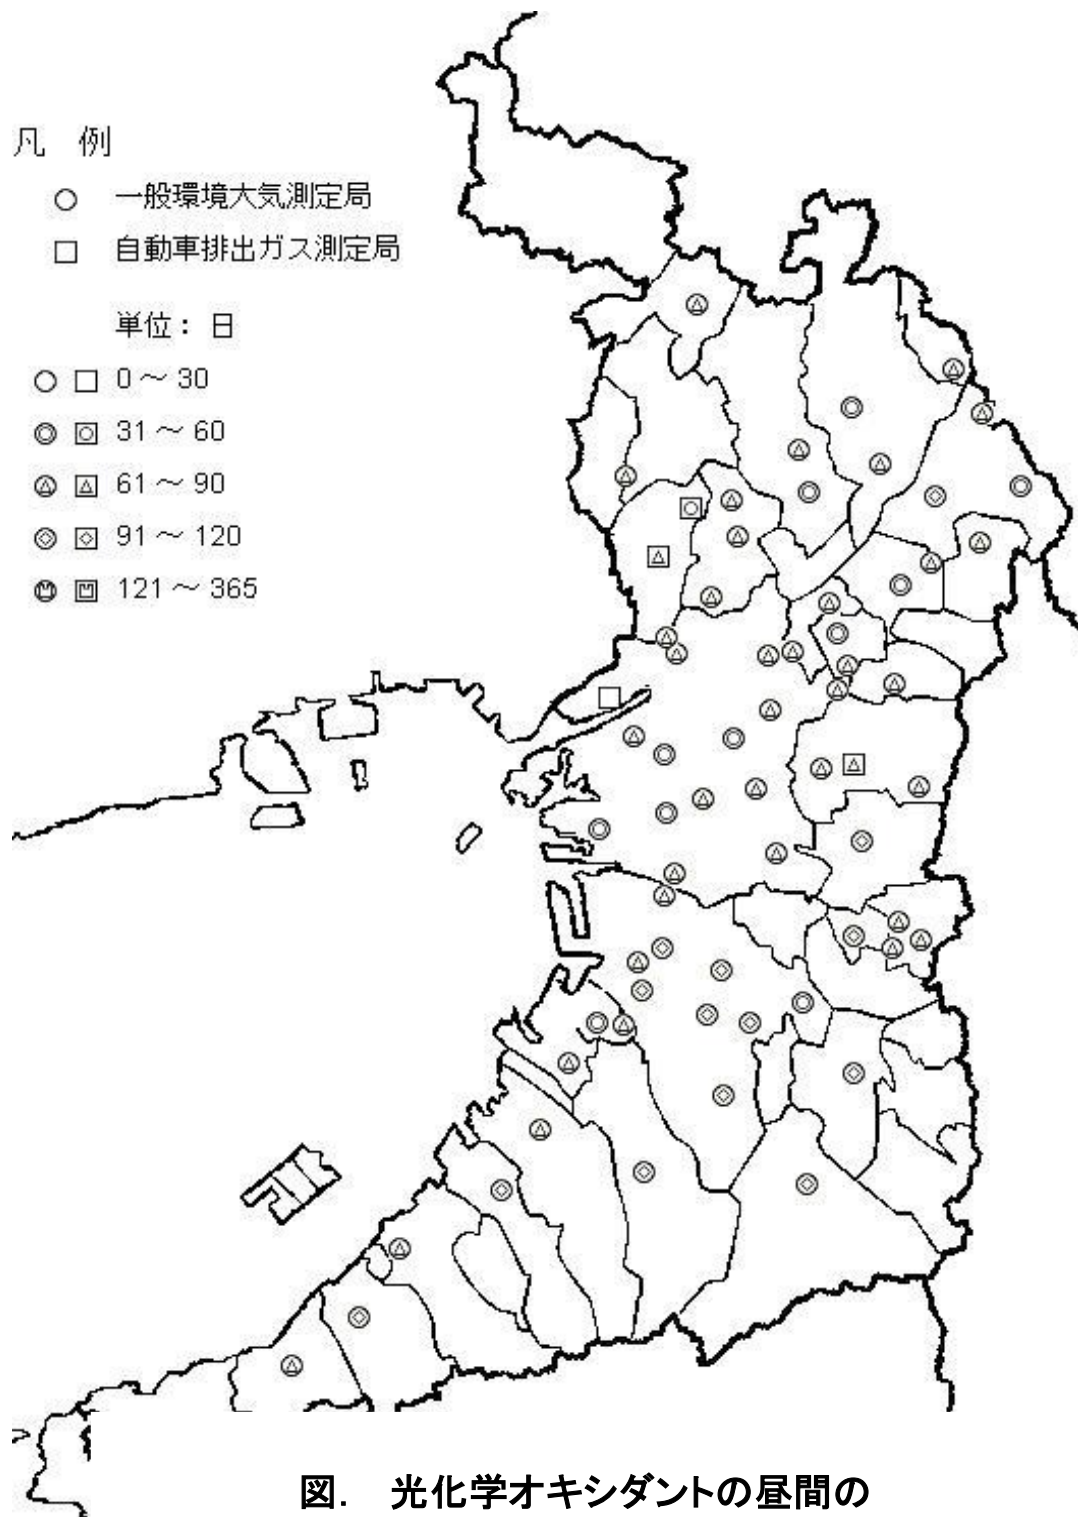 凡 例
一般環境大気測定局
自動車排出ガス測定局
単位：日
0～30
31～60
61～90
91～120
121～365
図． 光化学オキシダントの昼間の